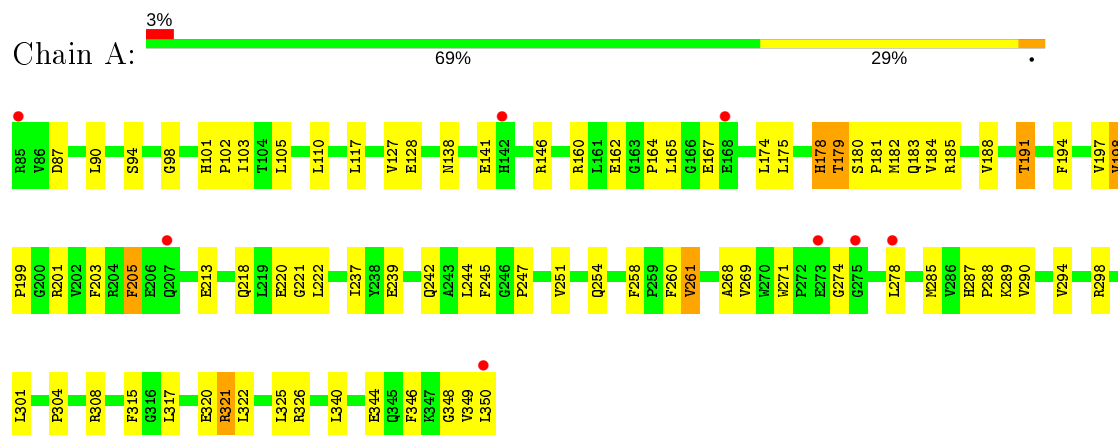 3%
Chain A:
69% 29% •
R85 V86 D87 L90 S94 G98 H101 P102 I103 T104 L105 L110 L117 V127 E128 N138 E141 H142 R146 R160 L161 E162 G163 P164 L165 G166 E167 E168 L174 L175 H178 T179 S180 P181 M182 Q183 V184 R185 V188 T191 F194 V197
P199 G200 R201 V202 F203 R204 F205 E206 Q207 E213 Q218 L219 E220 G221 L222 I237 Y238 E239 Q242 A243 L244 F245 G246 P247 V251 Q254 F258 P259 F260 V261 A268 V269 W270 W271 P272 E273 G274 G275 L278 M285 V286 H287 P288 K289 V290 V294 R298
L301 P304 R308 F315 G316 L317 E320 R321 L322 L325 R326 L340 E344 Q345 F346 K347 G348 V349 L350